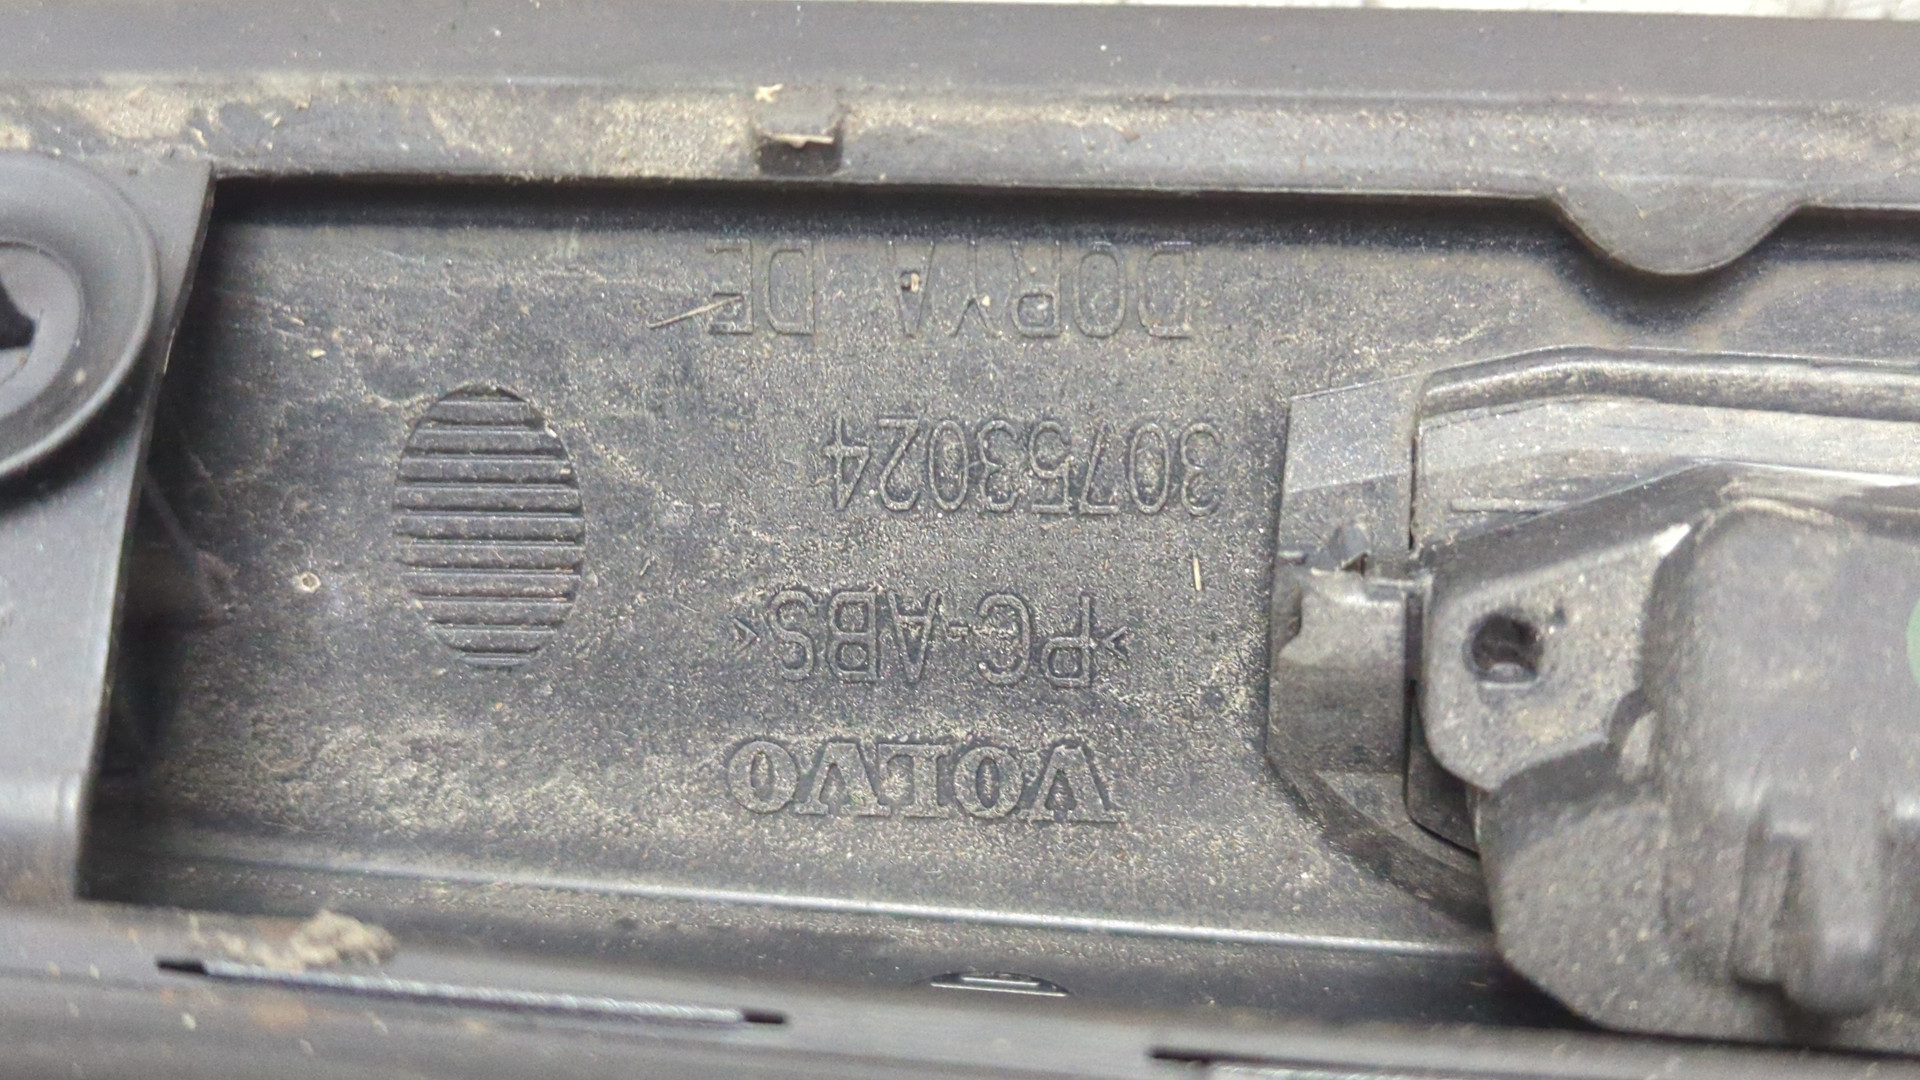 VOLVO
>PC-ABS<
30753024
DORYA DE